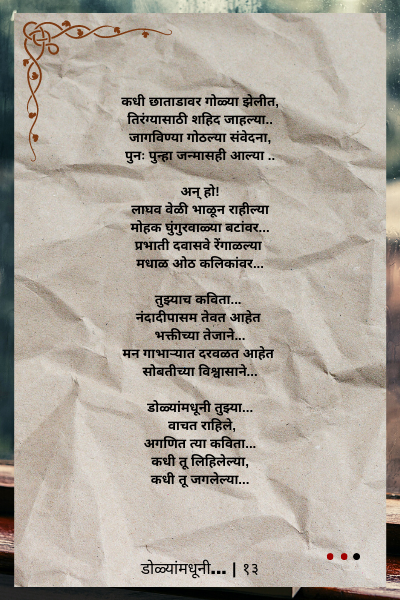 कधी छाताडावर गोळ्या झेलीत,
तिरंग्यासाठी शहिद जाहल्या..
जागविण्या गोठल्या संवेदना,
पुनः पुन्हा जन्मासही आल्या ..
अन् हो!
लाघव वेळी भाळून राहील्या
मोहक घुंगुरवाळ्या बटांवर...
प्रभाती दवासवे रेंगाळल्या
मधाळ ओठ कलिकांवर...
तुझ्याच कविता...
नंदादीपासम तेवत आहेत
भक्तीच्या तेजाने...
मन गाभाऱ्यात दरवळत आहेत
सोबतीच्या विश्वासाने...
डोळ्यांमधूनी तुझ्या...
वाचत राहिले,
अगणित त्या कविता...
कधी तू लिहिलेल्या,
कधी तू जगलेल्या...
डोळ्यांमधूनी... | १३